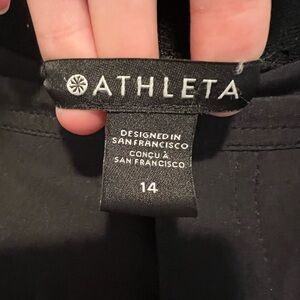 ATHLETA
DESIGNED IN
SAN FRANCISCO
CONÇU À
SAN FRANCISCO
14